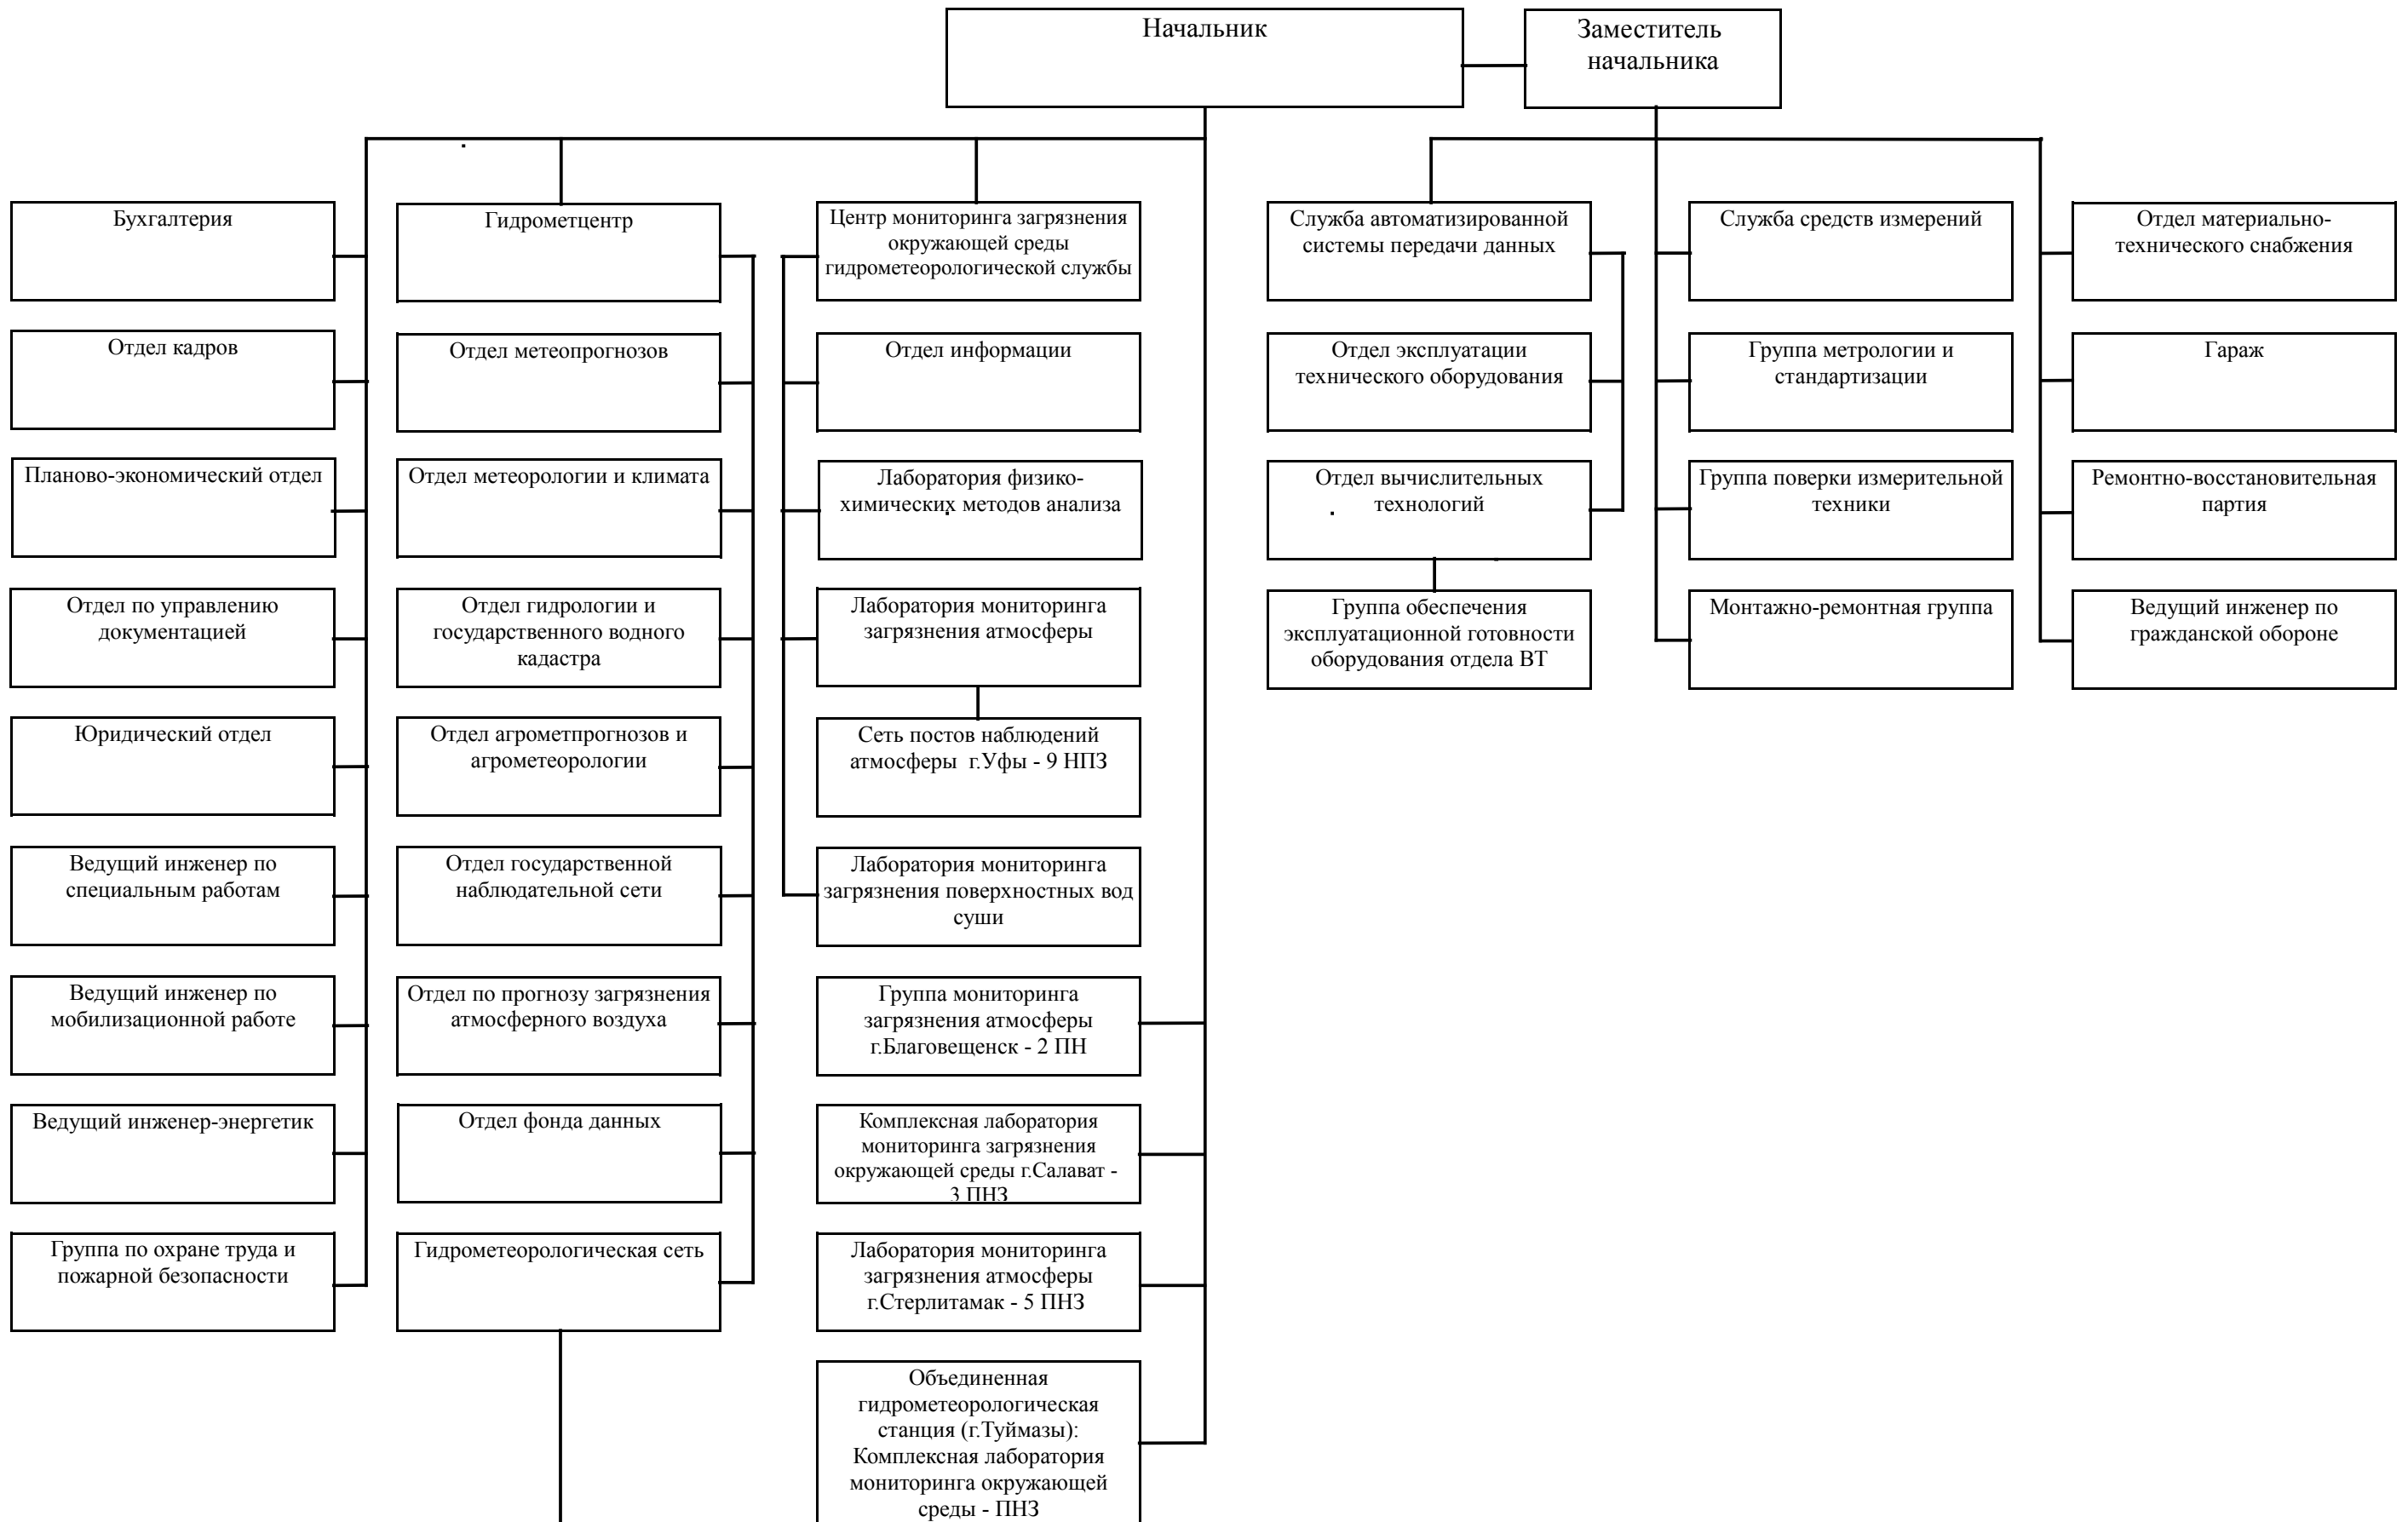 Начальник
Заместитель
начальника
Бухгалтерия
Отдел кадров
Планово-экономический отдел
Отдел по управлению
документацией
Юридический отдел
Ведущий инженер по
специальным работам
Ведущий инженер по
мобилизационной работе
Ведущий инженер-энергетик
Группа по охране труда и
пожарной безопасности
Гидрометцентр
Отдел метеопрогнозов
Отдел метеорологии и климата
Отдел гидрологии и
государственного водного
кадастра
Отдел агрометпрогнозов и
агрометеорологии
Отдел государственной
наблюдательной сети
Отдел по прогнозу загрязнения
атмосферного воздуха
Отдел фонда данных
Гидрометеорологическая сеть
Центр мониторинга загрязнения
окружающей среды
гидрометеорологической службы
Отдел информации
Лаборатория физико-
химических методов анализа
Лаборатория мониторинга
загрязнения атмосферы
Сеть постов наблюдений
атмосферы г.Уфы - 9 НПЗ
Лаборатория мониторинга
загрязнения поверхностных вод
суши
Группа мониторинга
загрязнения атмосферы
г.Благовещенск - 2 ПН
Комплексная лаборатория
мониторинга загрязнения
окружающей среды г.Салават -
3 ПНЗ
Лаборатория мониторинга
загрязнения атмосферы
г.Стерлитамак - 5 ПНЗ
Объединенная
гидрометеорологическая
станция (г.Туймазы):
Комплексная лаборатория
мониторинга окружающей
среды - ПНЗ
Служба автоматизированной
системы передачи данных
Отдел эксплуатации
технического оборудования
Отдел вычислительных
технологий
Группа обеспечения
эксплуатационной готовности
оборудования отдела ВТ
Служба средств измерений
Группа метрологии и
стандартизации
Группа поверки измерительной
техники
Монтажно-ремонтная группа
Отдел материально-
технического снабжения
Гараж
Ремонтно-восстановительная
партия
Ведущий инженер по
гражданской обороне